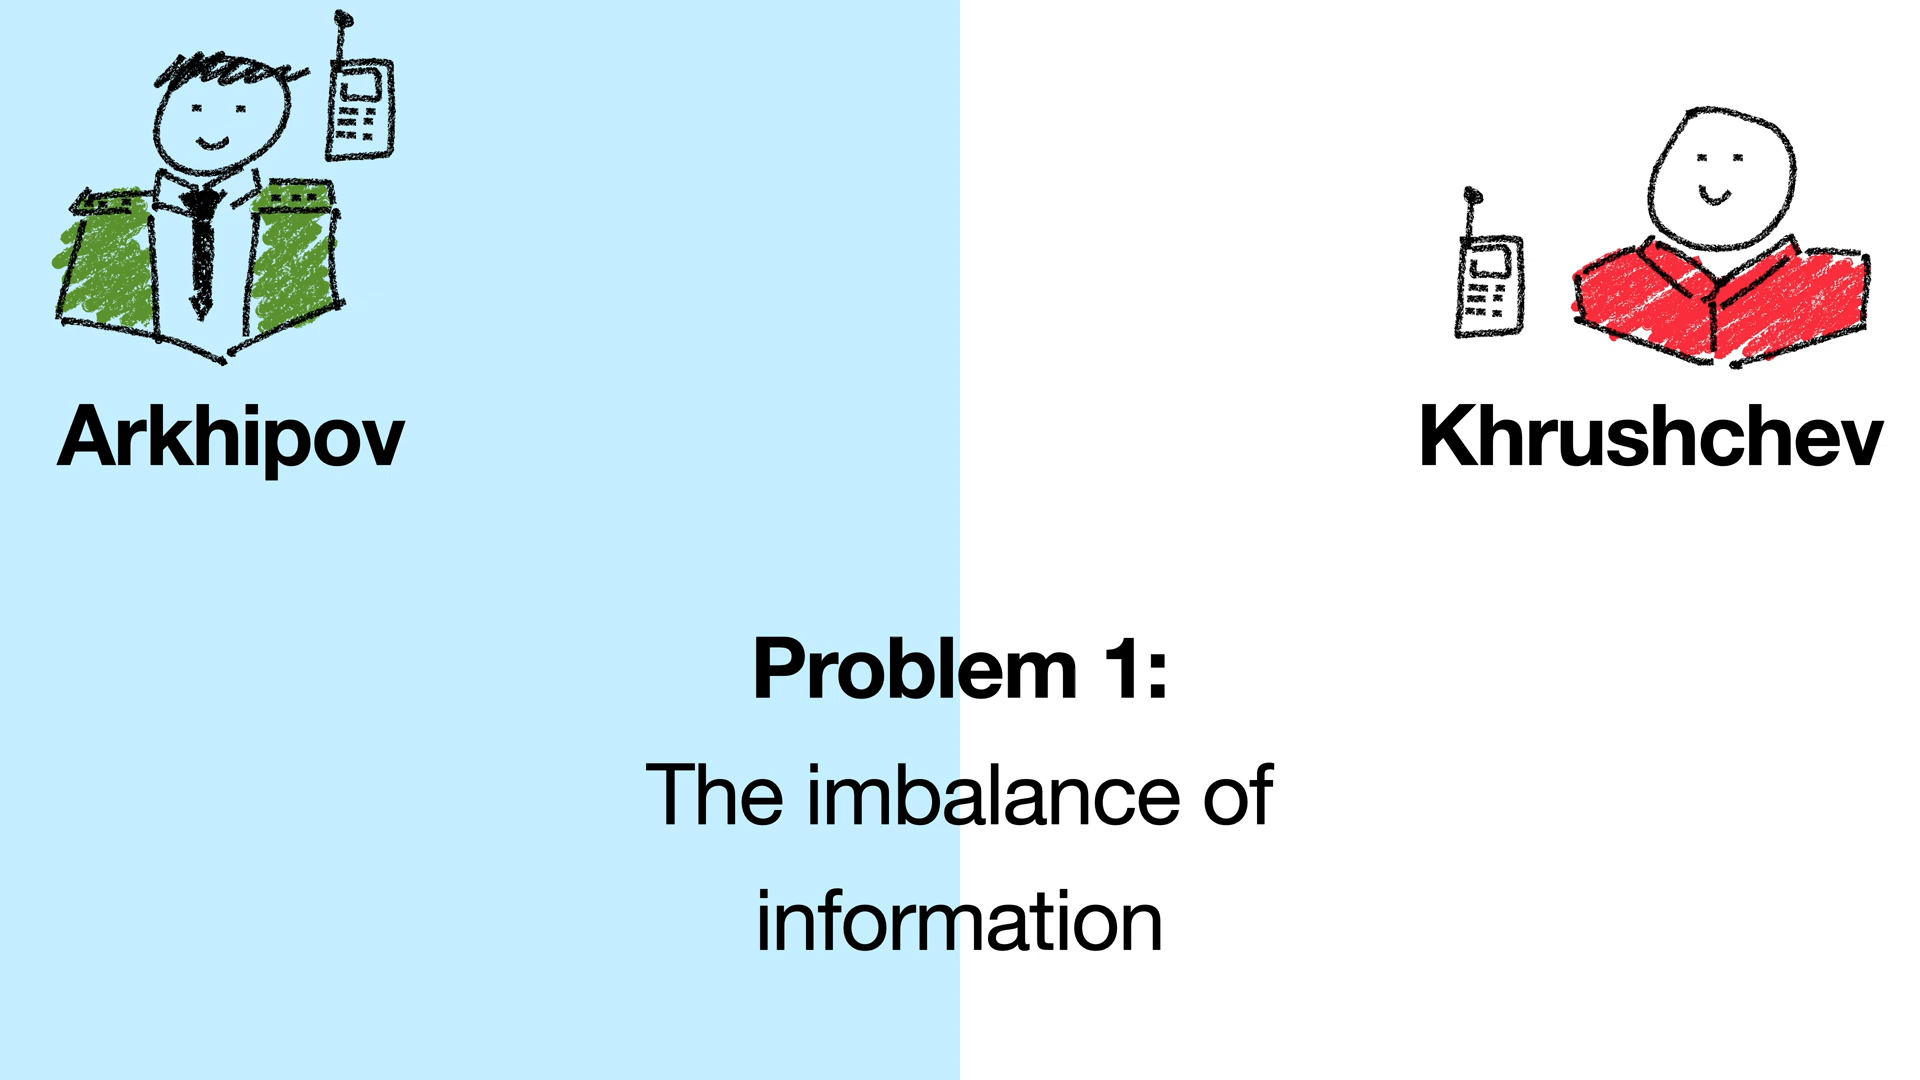 Arkhipov
Khrushchev
Problem 1:
The imbalance of
information